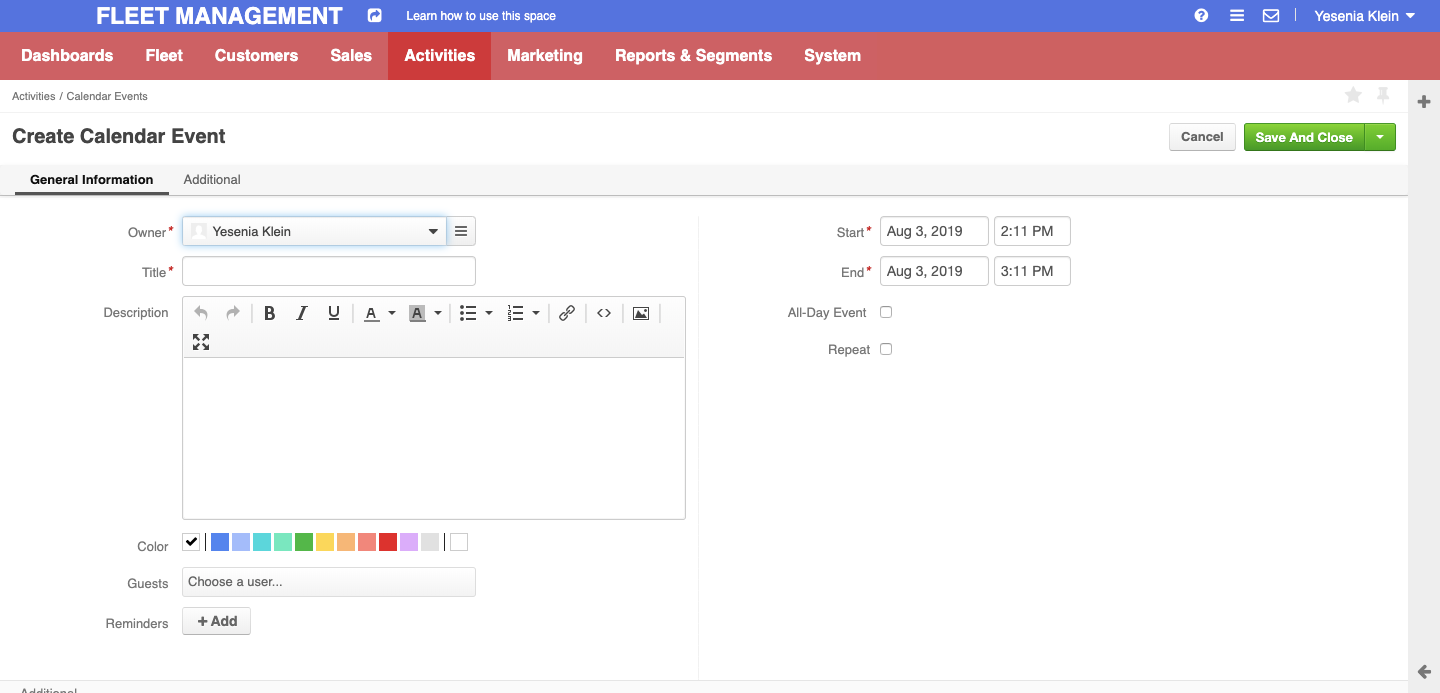 FLEET MANAGEMENT Learn how to use this space Yesenia Klein
Dashboards Fleet Customers Sales Activities Marketing Reports & Segments System
Activities / Calendar Events
Create Calendar Event Cancel Save And Close
General Information Additional
Owner* Yesenia Klein
Title*
Description
B I U A A
Color
Guests Choose a user...
Reminders + Add
Start* Aug 3, 2019 2:11 PM
End* Aug 3, 2019 3:11 PM
All-Day Event
Repeat
Additional